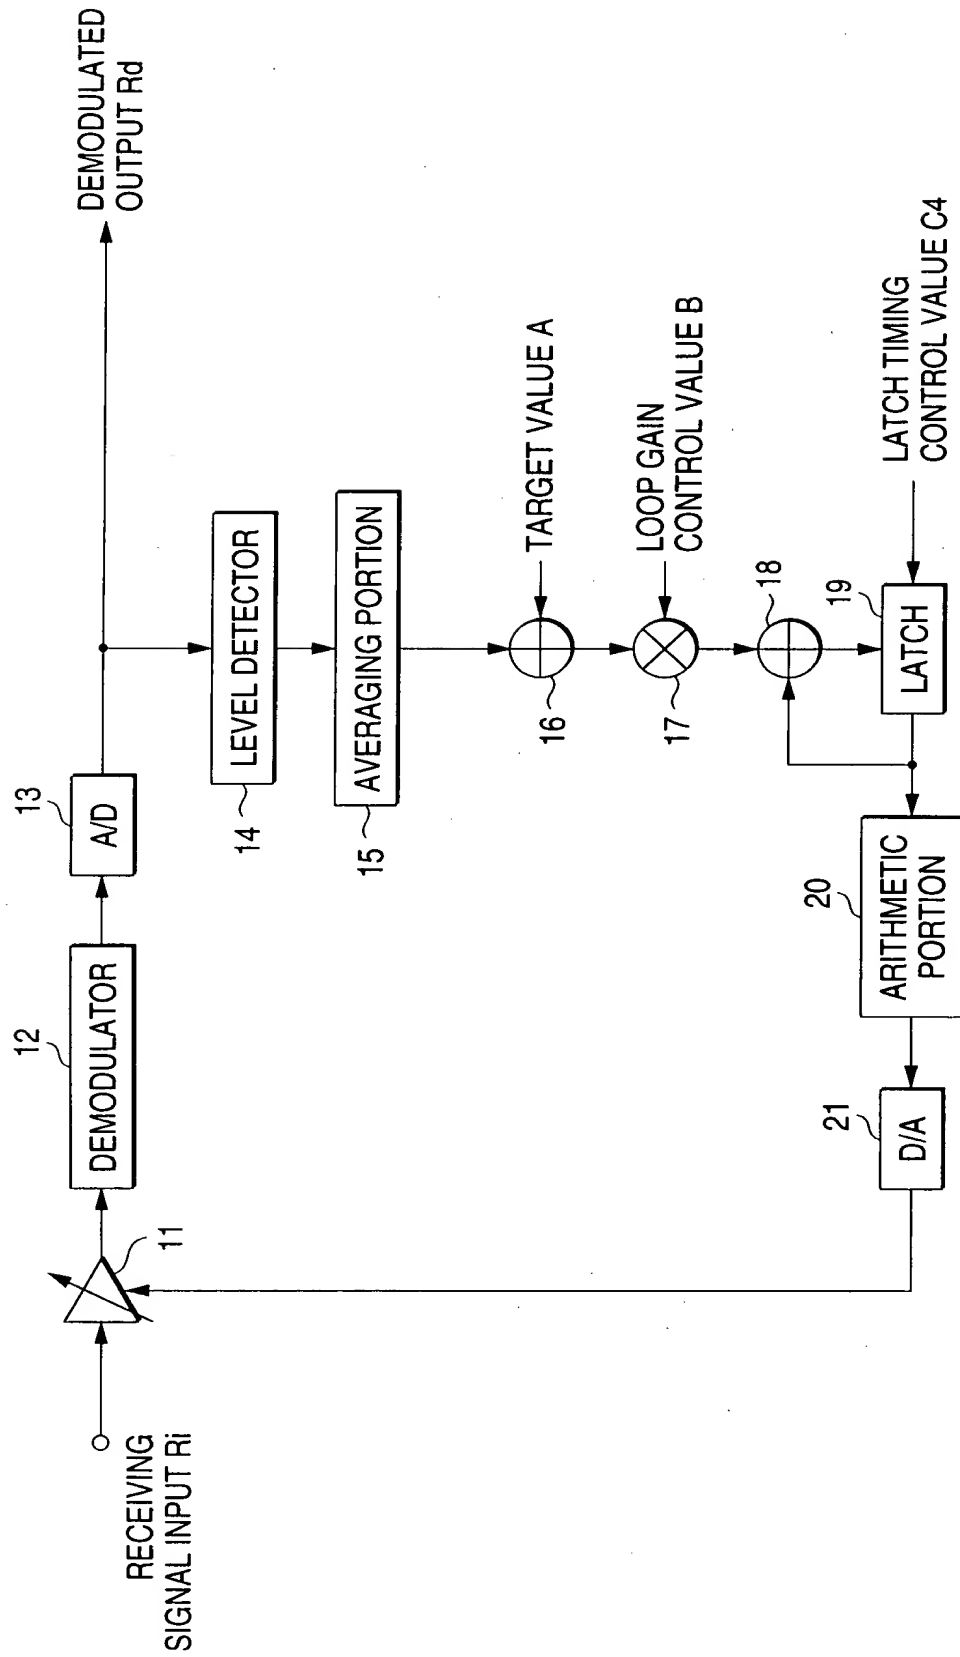 RECEIVING
SIGNAL INPUT Ri
11
12
DEMODULATOR
13
A/D
DEMODULATED
OUTPUT Rd
14
LEVEL DETECTOR
15
AVERAGING PORTION
16
TARGET VALUE A
17
LOOP GAIN
CONTROL VALUE B
18
19
LATCH
LATCH TIMING
CONTROL VALUE C4
20
ARITHMETIC
PORTION
21
D/A